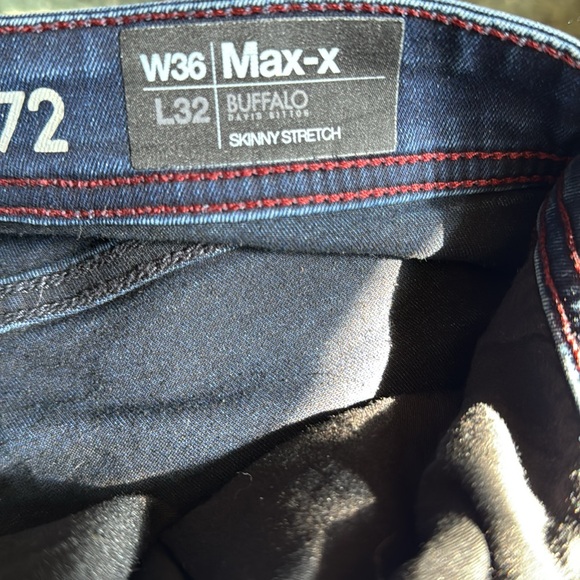 72
W36 Max-x
L32 BUFFALO
DAVID BITTON
SKINNY STRETCH